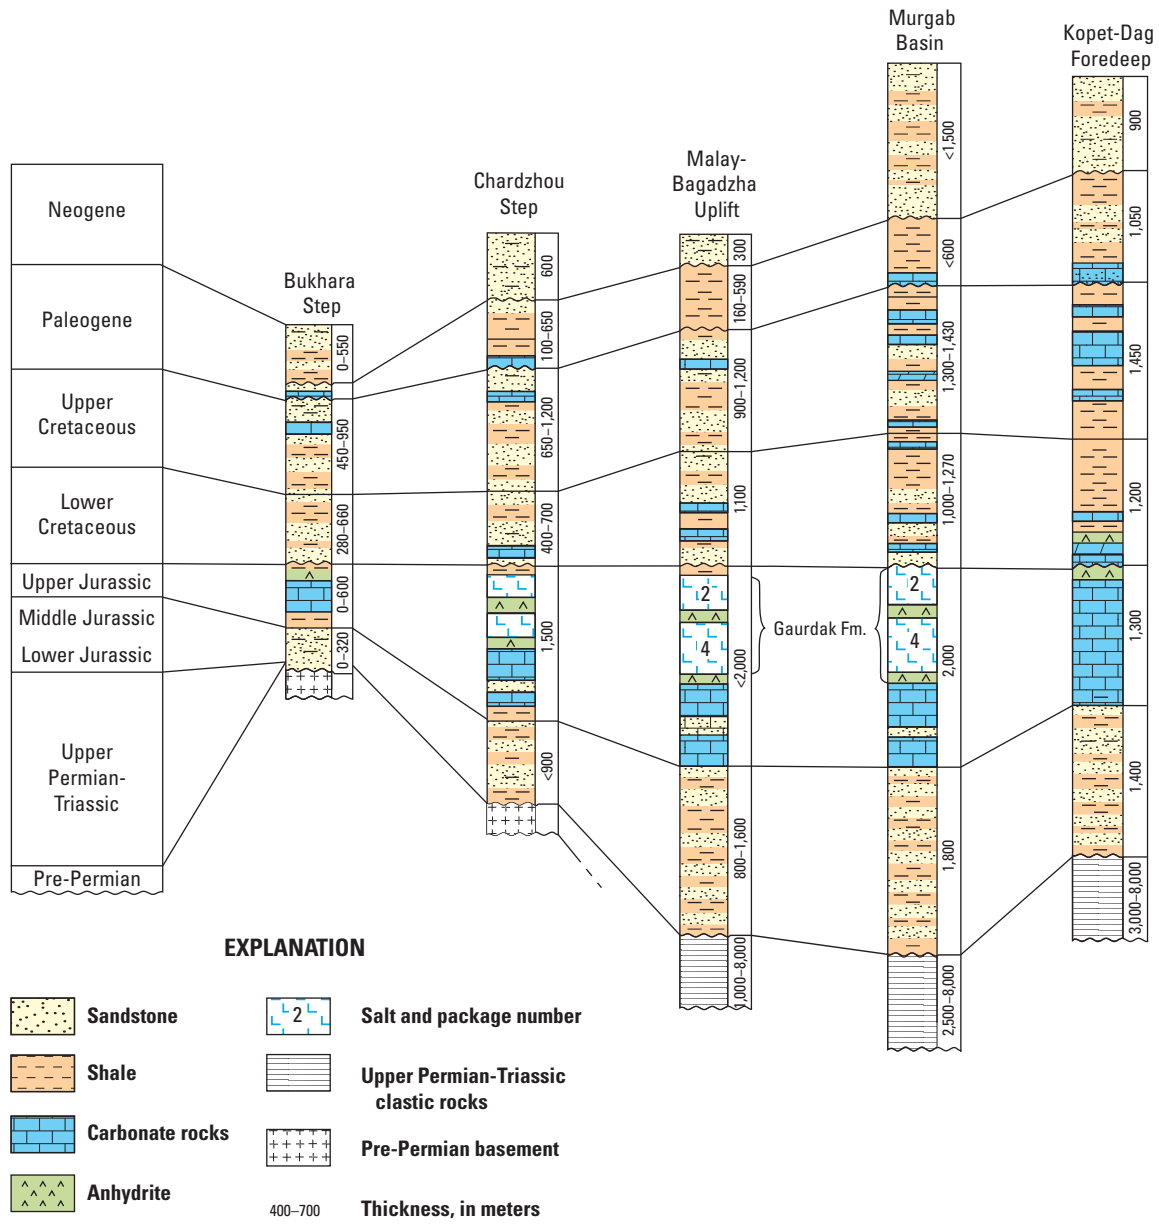 Neogene
Paleogene
Upper
Cretaceous
Lower
Cretaceous
Upper Jurassic
Middle Jurassic
Lower Jurassic
Upper
Permian-
Triassic
Pre-Permian
Bukhara
Step
0–550
450–950
280–660
0–600
0–320
Chardzhou
Step
600
100–650
650–1,200
400–700
1,500
<900
Malay-
Bagadzha
Uplift
300
160–590
900–1,200
1,100
<2,000
800–1,600
1,000–8,000
2
4
Gaurdak Fm.
Murgab
Basin
<1,500
<600
1,300–1,430
1,000–1,270
2,000
1,800
2,500–8,000
2
4
Kopet-Dag
Foredeep
900
1,050
1,450
1,200
1,300
1,400
3,000–8,000
EXPLANATION
Sandstone
Shale
Carbonate rocks
Anhydrite
2
Salt and package number
Upper Permian-Triassic
clastic rocks
Pre-Permian basement
400–700
Thickness, in meters